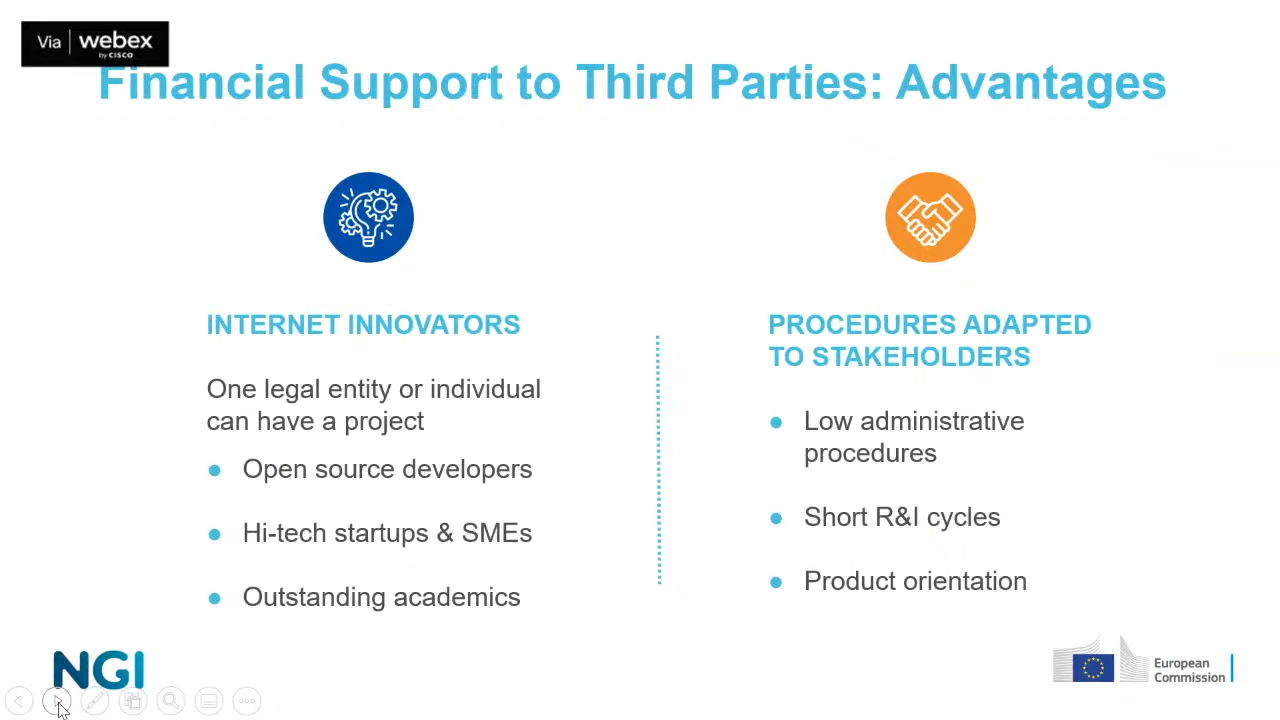 Via webex
by CISCO
Financial Support to Third Parties: Advantages
INTERNET INNOVATORS
One legal entity or individual
can have a project
● Open source developers
● Hi-tech startups & SMEs
● Outstanding academics
PROCEDURES ADAPTED
TO STAKEHOLDERS
● Low administrative
procedures
● Short R&I cycles
● Product orientation
NGI
European
Commission